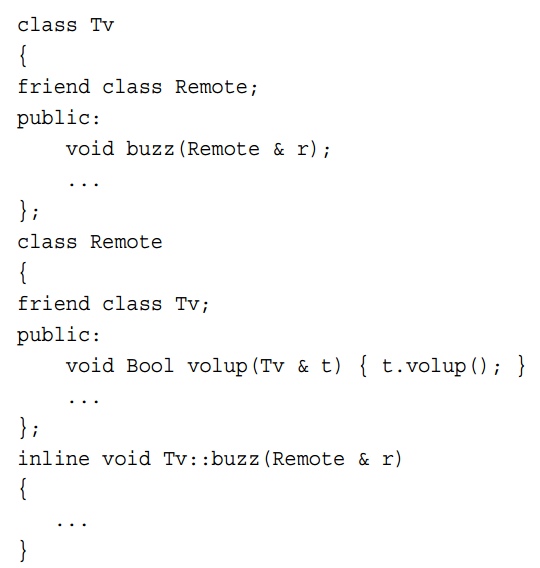 class Tv
{
friend class Remote;
public:
    void buzz(Remote & r);
    ...
};
class Remote
{
friend class Tv;
public:
    void Bool volup(Tv & t) { t.volup(); }
    ...
};
inline void Tv::buzz(Remote & r)
{
   ...
}